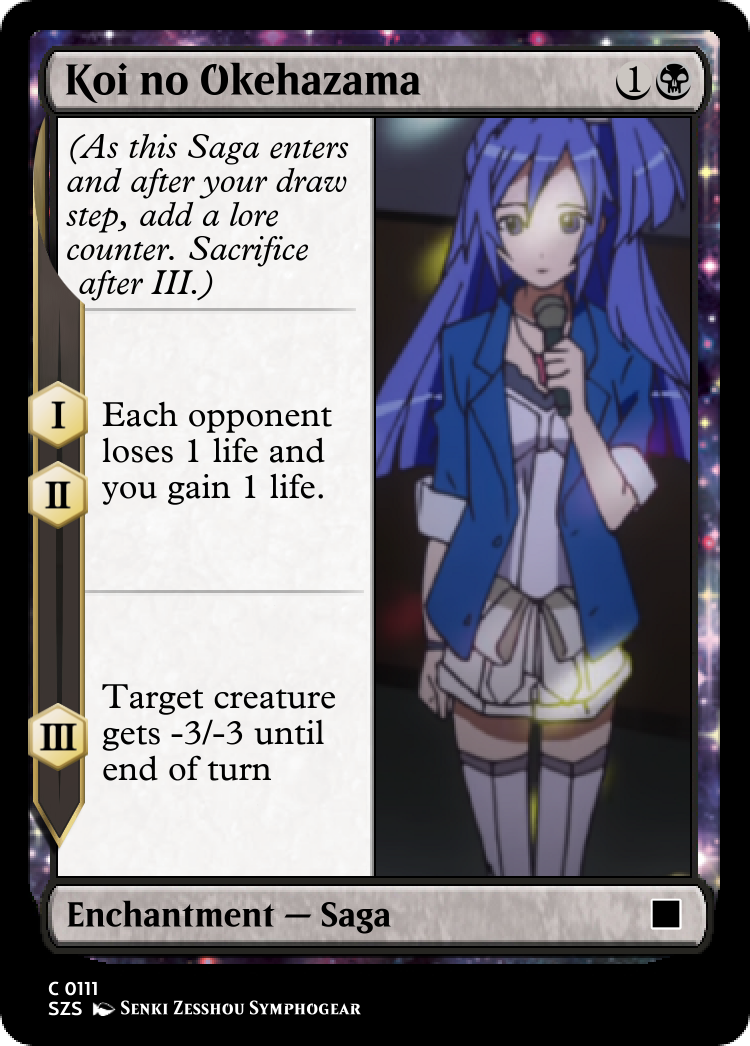 Koi no Okehazama 1
(As this Saga enters
and after your draw
step, add a lore
counter. Sacrifice
after III.)
I
II
Each opponent
loses 1 life and
you gain 1 life.
III
Target creature
gets -3/-3 until
end of turn
Enchantment — Saga
C 0111
SZS Senki Zesshou Symphogear